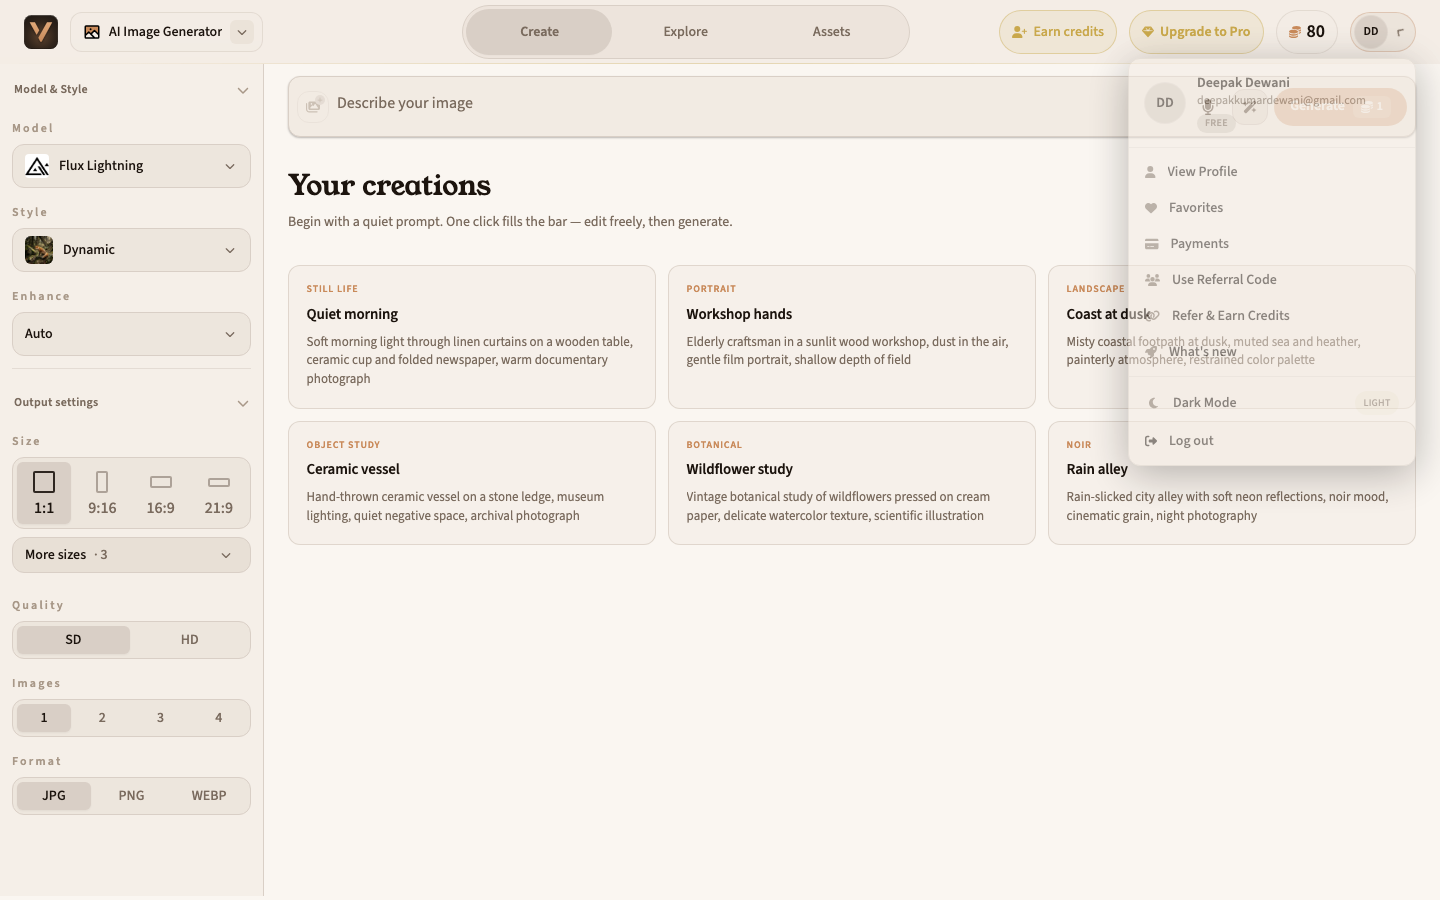 AI Image Generator
Create
Explore
Assets
Earn credits
Upgrade to Pro
80
DD
Model & Style
Model
Flux Lightning
Style
Dynamic
Enhance
Auto
Output settings
Size
1:1
9:16
16:9
21:9
More sizes · 3
Quality
SD
HD
Images
1
2
3
4
Format
JPG
PNG
WEBP
Describe your image
Generate
1
Your creations
Begin with a quiet prompt. One click fills the bar — edit freely, then generate.
STILL LIFE
Quiet morning
Soft morning light through linen curtains on a wooden table,
ceramic cup and folded newspaper, warm documentary
photograph
PORTRAIT
Workshop hands
Elderly craftsman in a sunlit wood workshop, dust in the air,
gentle film portrait, shallow depth of field
LANDSCAPE
Coast at dusk
Misty coastal footpath at dusk, muted sea and heather,
painterly atmosphere, restrained color palette
OBJECT STUDY
Ceramic vessel
Hand-thrown ceramic vessel on a stone ledge, museum
lighting, quiet negative space, archival photograph
BOTANICAL
Wildflower study
Vintage botanical study of wildflowers pressed on cream
paper, delicate watercolor texture, scientific illustration
NOIR
Rain alley
Rain-slicked city alley with soft neon reflections, noir mood,
cinematic grain, night photography
DD
Deepak Dewani
deepakkumardewani@gmail.com
FREE
View Profile
Favorites
Payments
Use Referral Code
Refer & Earn Credits
What's new
Dark Mode
LIGHT
Log out